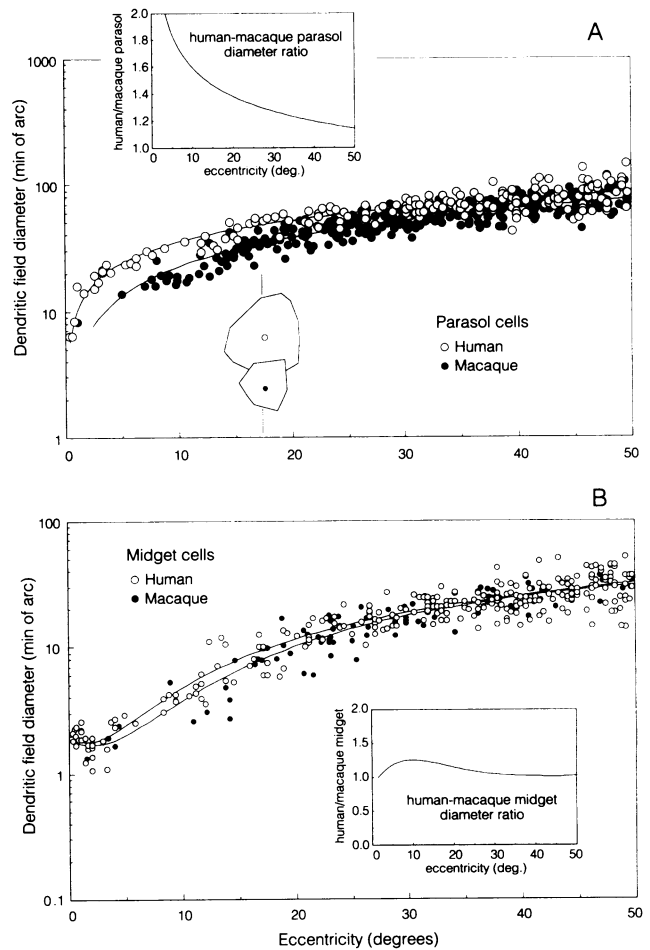 A
2.0
1.8
1.6
1.4
1.2
1.0
human/macaque parasol
human-macaque parasol
diameter ratio
0 10 20 30 40 50
eccentricity (deg.)
1000
100
10
1
Dendritic field diameter (min of arc)
Parasol cells
Human
Macaque
0 10 20 30 40 50
B
100
10
1
0.1
Dendritic field diameter (min of arc)
Midget cells
Human
Macaque
2.0
1.5
1.0
0.5
0.0
human/macaque midget
human-macaque midget
diameter ratio
0 10 20 30 40 50
eccentricity (deg.)
0 10 20 30 40 50
Eccentricity (degrees)